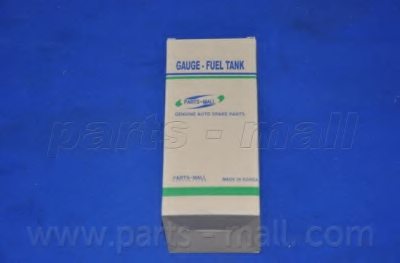 GAUGE - FUEL TANK
PARTS-MALL
GENUINE AUTO SPARE PARTS
parts - mall
PARTS-MALL
MADE IN KOREA
www.parts-mall.com